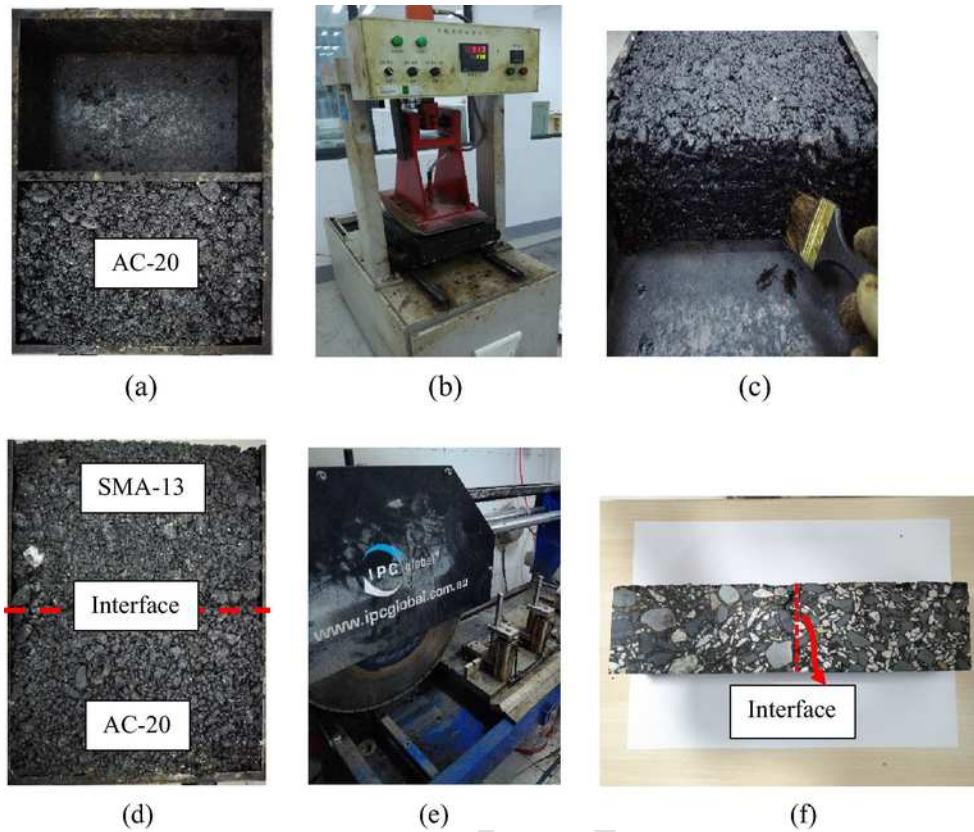 AC-20
(a)
(b)
(c)
SMA-13
Interface
AC-20
(d)
IPC global
www.ipcglobal.com.au
(e)
Interface
(f)